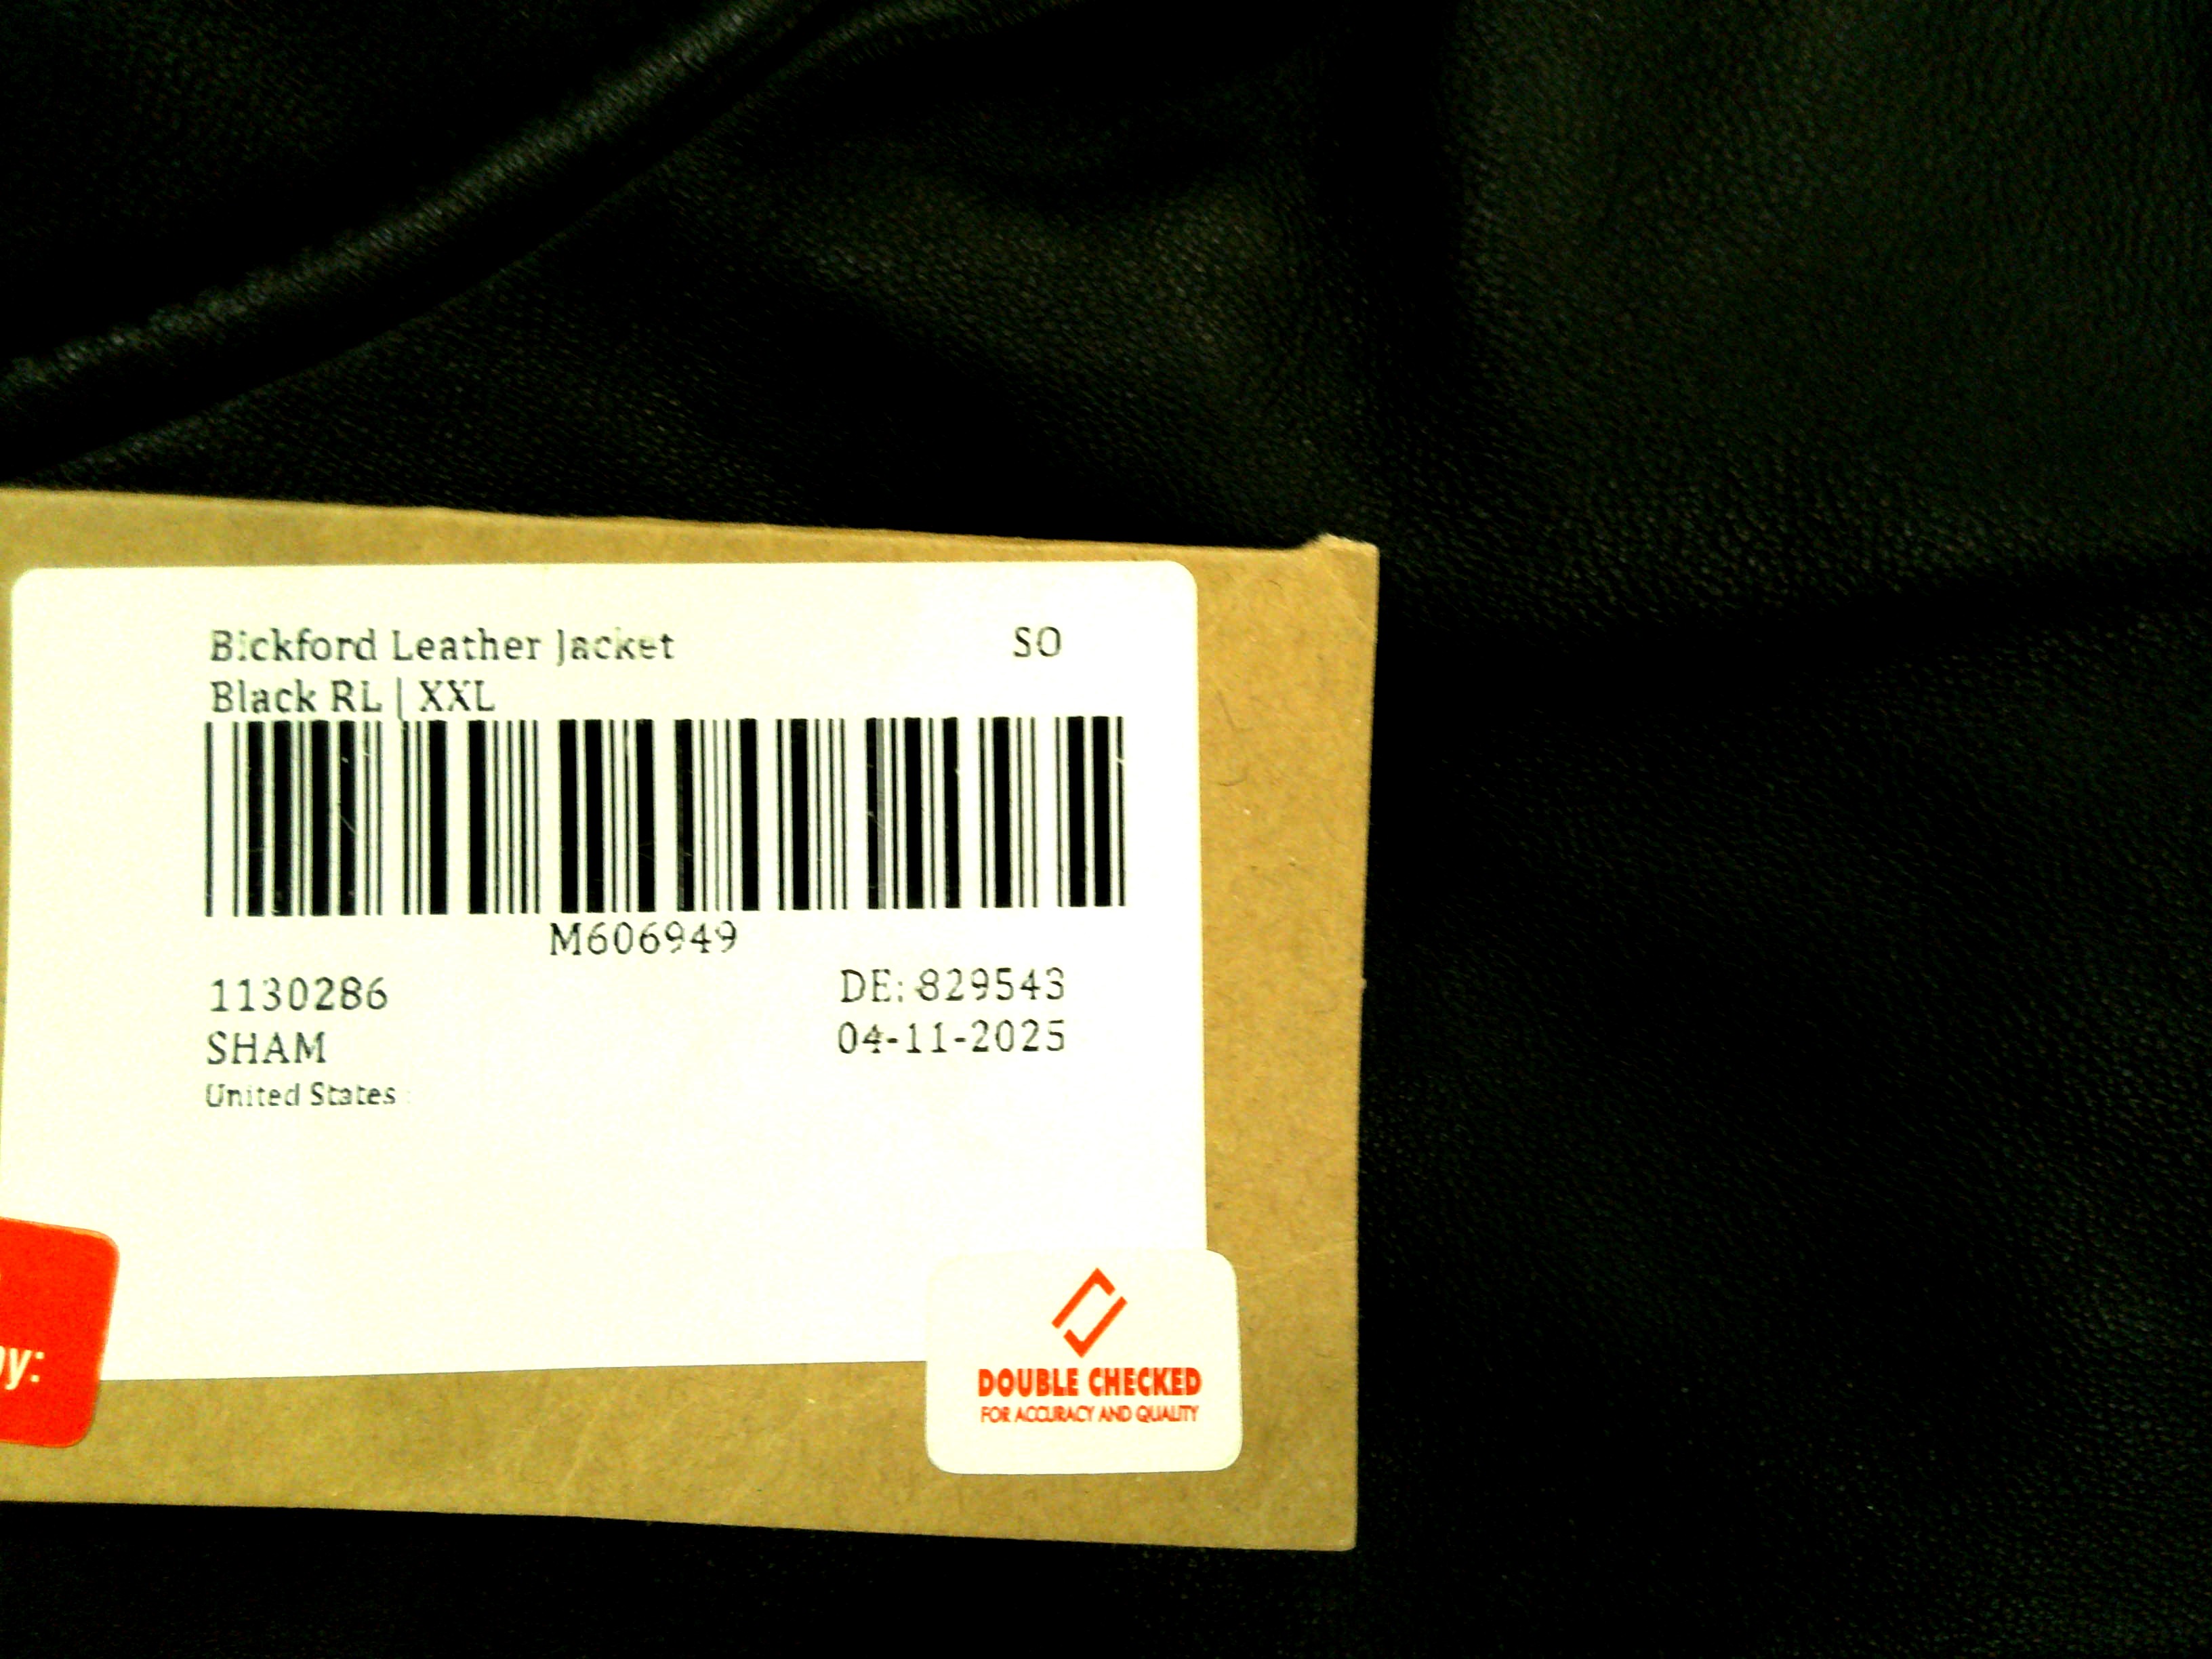 Bickford Leather Jacket SO
Black RL | XXL
M606949
1130286 DE: 829543
SHAM 04-11-2025
United States
by:
DOUBLE CHECKED
FOR ACCURACY AND QUALITY